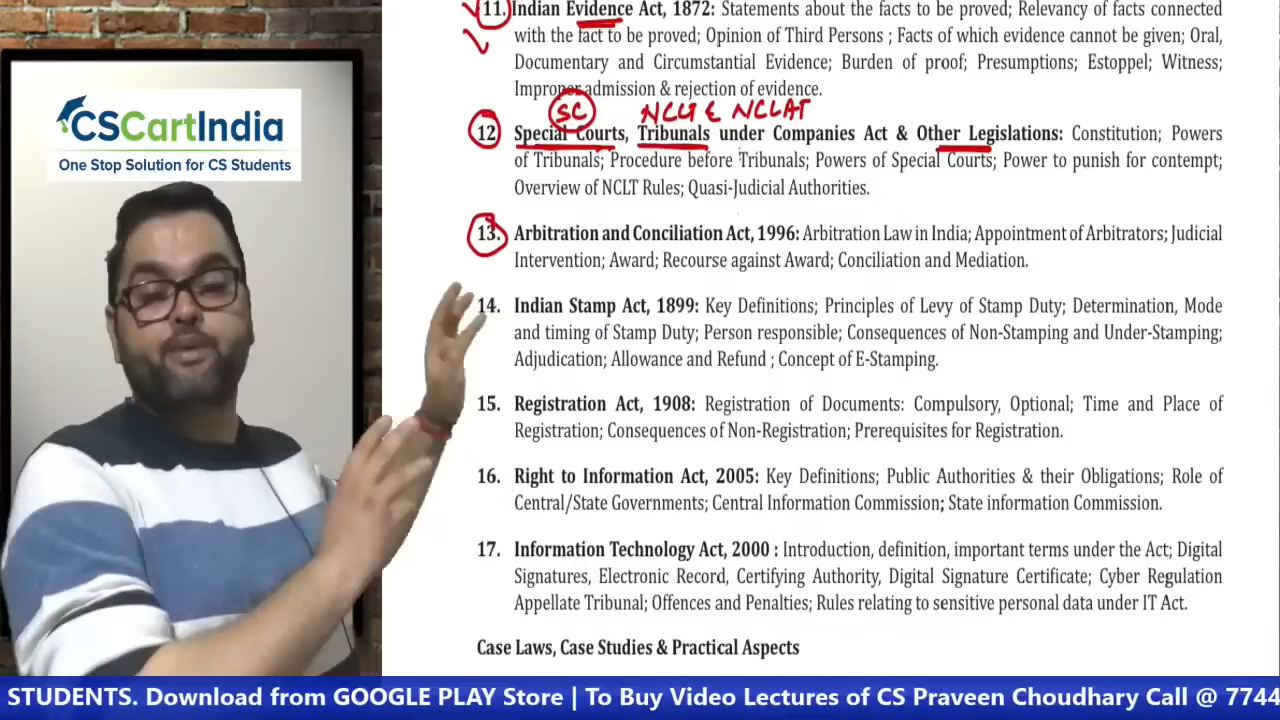 CSCartIndia
One Stop Solution for CS Students
11. Indian Evidence Act, 1872: Statements about the facts to be proved; Relevancy of facts connected
with the fact to be proved; Opinion of Third Persons ; Facts of which evidence cannot be given; Oral,
Documentary and Circumstantial Evidence; Burden of proof; Presumptions; Estoppel; Witness;
Improper admission & rejection of evidence.
SC NCLT & NCLAT
12 Special Courts, Tribunals under Companies Act & Other Legislations: Constitution; Powers
of Tribunals; Procedure before Tribunals; Powers of Special Courts; Power to punish for contempt;
Overview of NCLT Rules; Quasi-Judicial Authorities.
13. Arbitration and Conciliation Act, 1996: Arbitration Law in India; Appointment of Arbitrators; Judicial
Intervention; Award; Recourse against Award; Conciliation and Mediation.
14. Indian Stamp Act, 1899: Key Definitions; Principles of Levy of Stamp Duty; Determination, Mode
and timing of Stamp Duty; Person responsible; Consequences of Non-Stamping and Under-Stamping;
Adjudication; Allowance and Refund ; Concept of E-Stamping.
15. Registration Act, 1908: Registration of Documents: Compulsory, Optional; Time and Place of
Registration; Consequences of Non-Registration; Prerequisites for Registration.
16. Right to Information Act, 2005: Key Definitions; Public Authorities & their Obligations; Role of
Central/State Governments; Central Information Commission; State information Commission.
17. Information Technology Act, 2000 : Introduction, definition, important terms under the Act; Digital
Signatures, Electronic Record, Certifying Authority, Digital Signature Certificate; Cyber Regulation
Appellate Tribunal; Offences and Penalties; Rules relating to sensitive personal data under IT Act.
Case Laws, Case Studies & Practical Aspects
STUDENTS. Download from GOOGLE PLAY Store | To Buy Video Lectures of CS Praveen Choudhary Call @ 7744